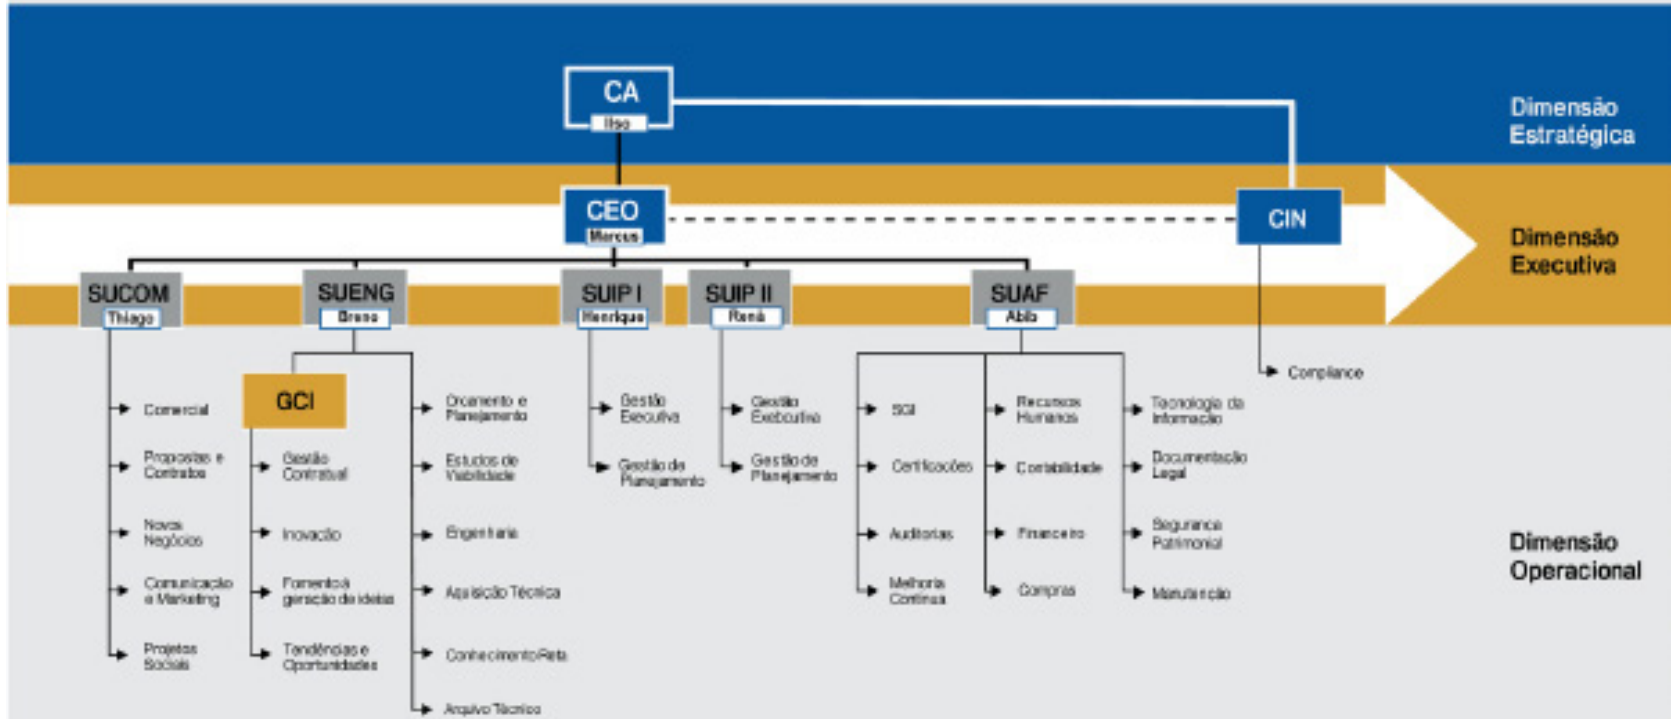 CA
Ilso
Dimensão
Estratégica
CEO
Marcus
CIN
Dimensão
Executiva
SUCOM
Thiago
SUENG
Breno
SUIP I
Henrique
SUIP II
Renã
SUAF
Abib
Compliance
GCI
Comercial
Propostas e
Contratos
Novos
Negócios
Comunicação
e Marketing
Projetos
Sociais
Gestão
Contratual
Inovação
Fomento à
geração de ideias
Tendências e
Oportunidades
Orçamento e
Planejamento
Estudos de
Viabilidade
Engenharia
Aquisição Técnica
Conhecimento Reta
Arquivo Técnico
Gestão
Executiva
Gestão de
Planejamento
Gestão
Exebcutiva
Gestão de
Planejamento
SGI
Certificações
Auditorias
Melhoria
Contínua
Recursos
Humanos
Contabilidade
Financeiro
Compras
Tecnologia da
Informação
Documentação
Legal
Segurança
Patrimonial
Manutenção
Dimensão
Operacional